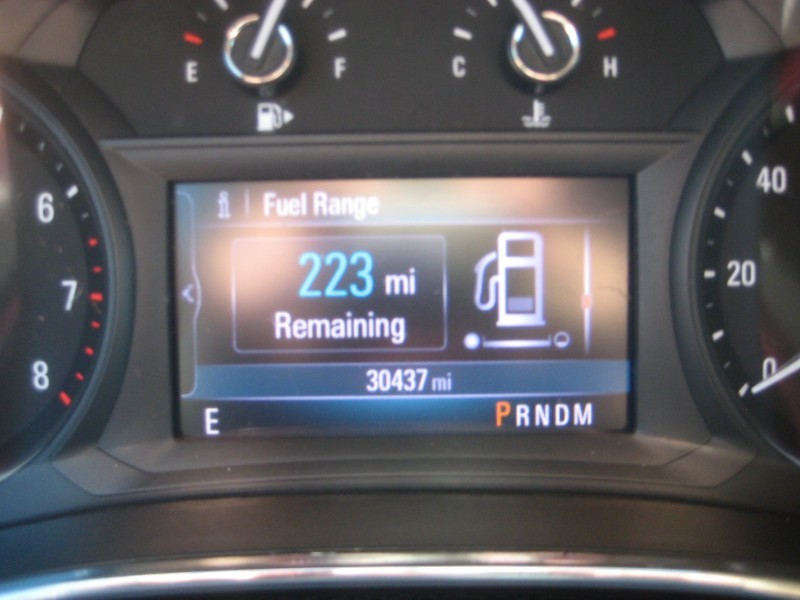 E F C H
6
7
8
Fuel Range
223 mi
Remaining
30437 mi
E PRNDM
40
20
0